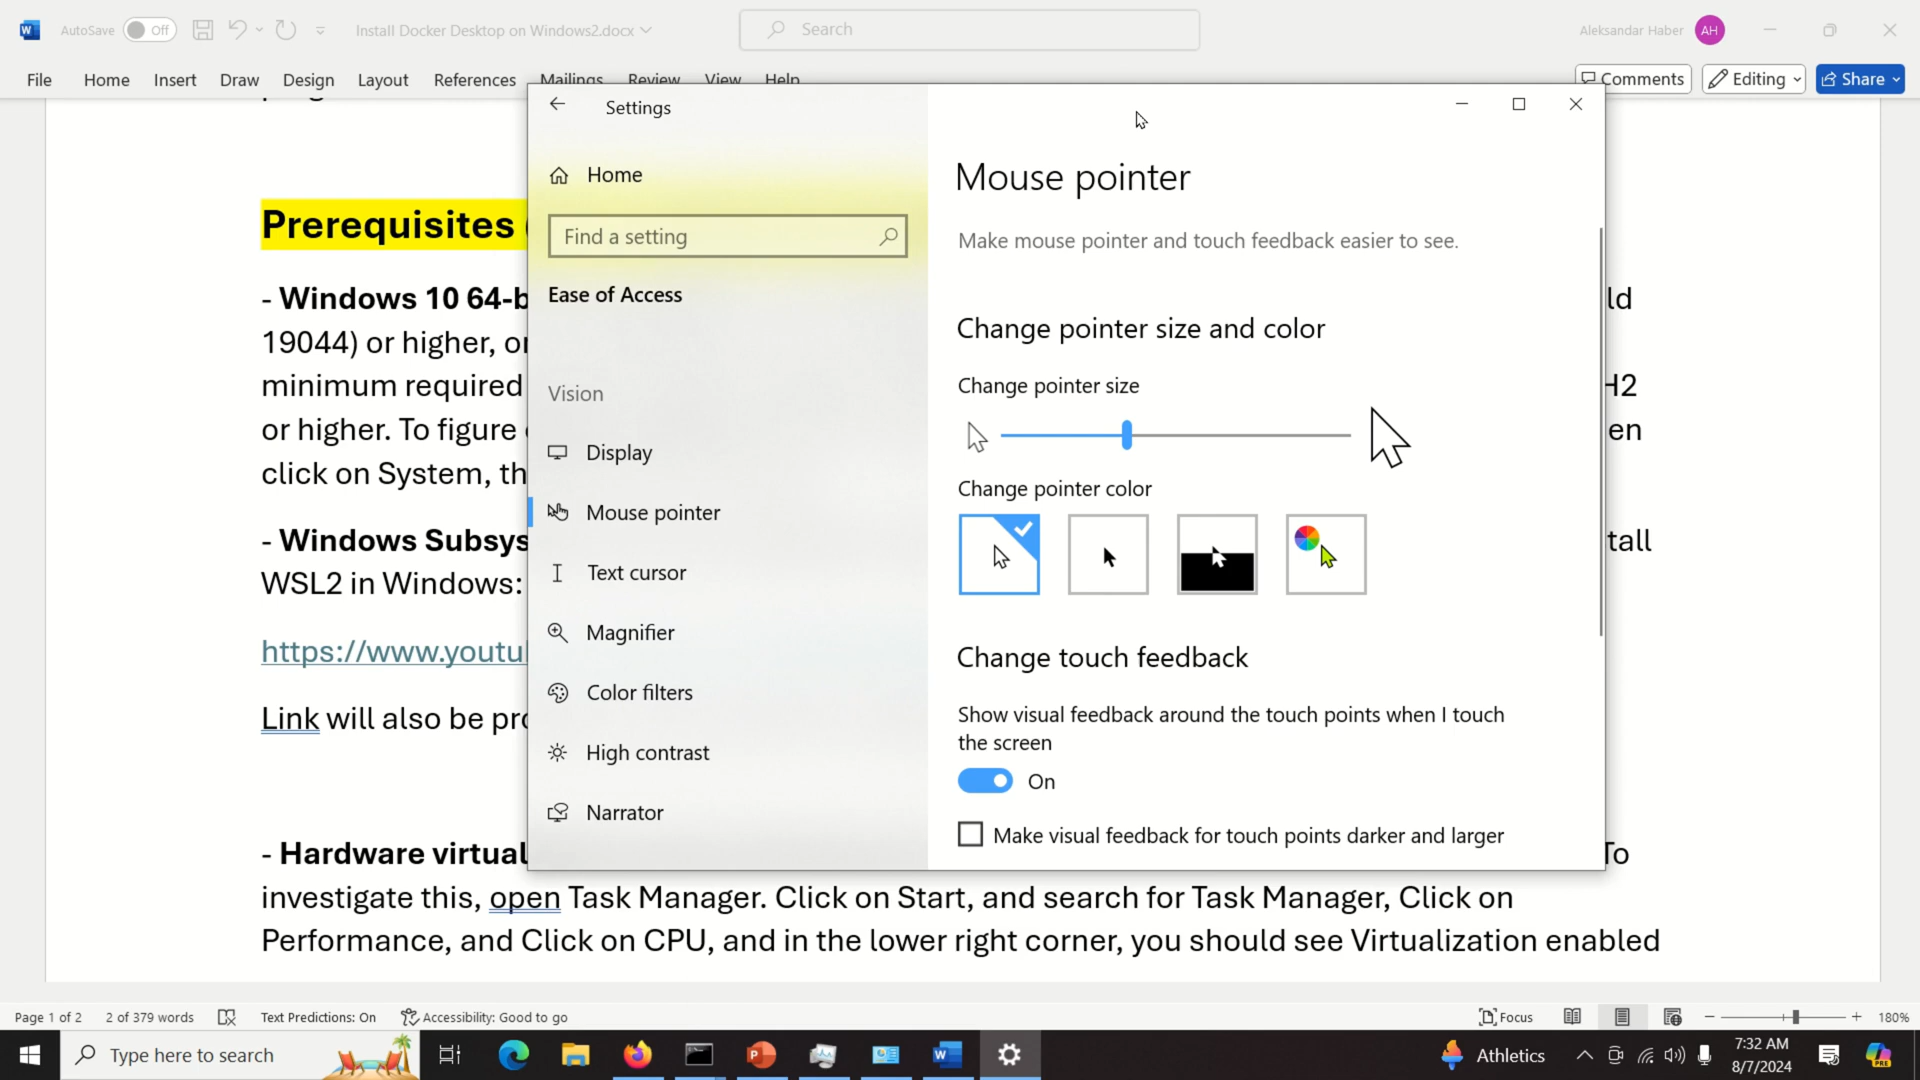 AutoSave Off Install Docker Desktop on Windows2.docx Search Aleksandar Haber AH
File Home Insert Draw Design Layout References Mailings Review View Help Comments Editing Share
Settings
Home
Find a setting
Ease of Access
Vision
Display
Mouse pointer
Text cursor
Magnifier
Color filters
High contrast
Narrator
Mouse pointer
Make mouse pointer and touch feedback easier to see.
Change pointer size and color
Change pointer size
Change pointer color
Change touch feedback
Show visual feedback around the touch points when I touch
the screen
On
Make visual feedback for touch points darker and larger
Prerequisites
- Windows 10 64-b
19044) or higher, or
minimum required
or higher. To figure
click on System, th
- Windows Subsys
WSL2 in Windows:
https://www.youtu
Link will also be pro
- Hardware virtual To
investigate this, open Task Manager. Click on Start, and search for Task Manager, Click on
Performance, and Click on CPU, and in the lower right corner, you should see Virtualization enabled
Page 1 of 2 2 of 379 words Text Predictions: On Accessibility: Good to go Focus 180%
Type here to search Athletics 7:32 AM
8/7/2024
PRE